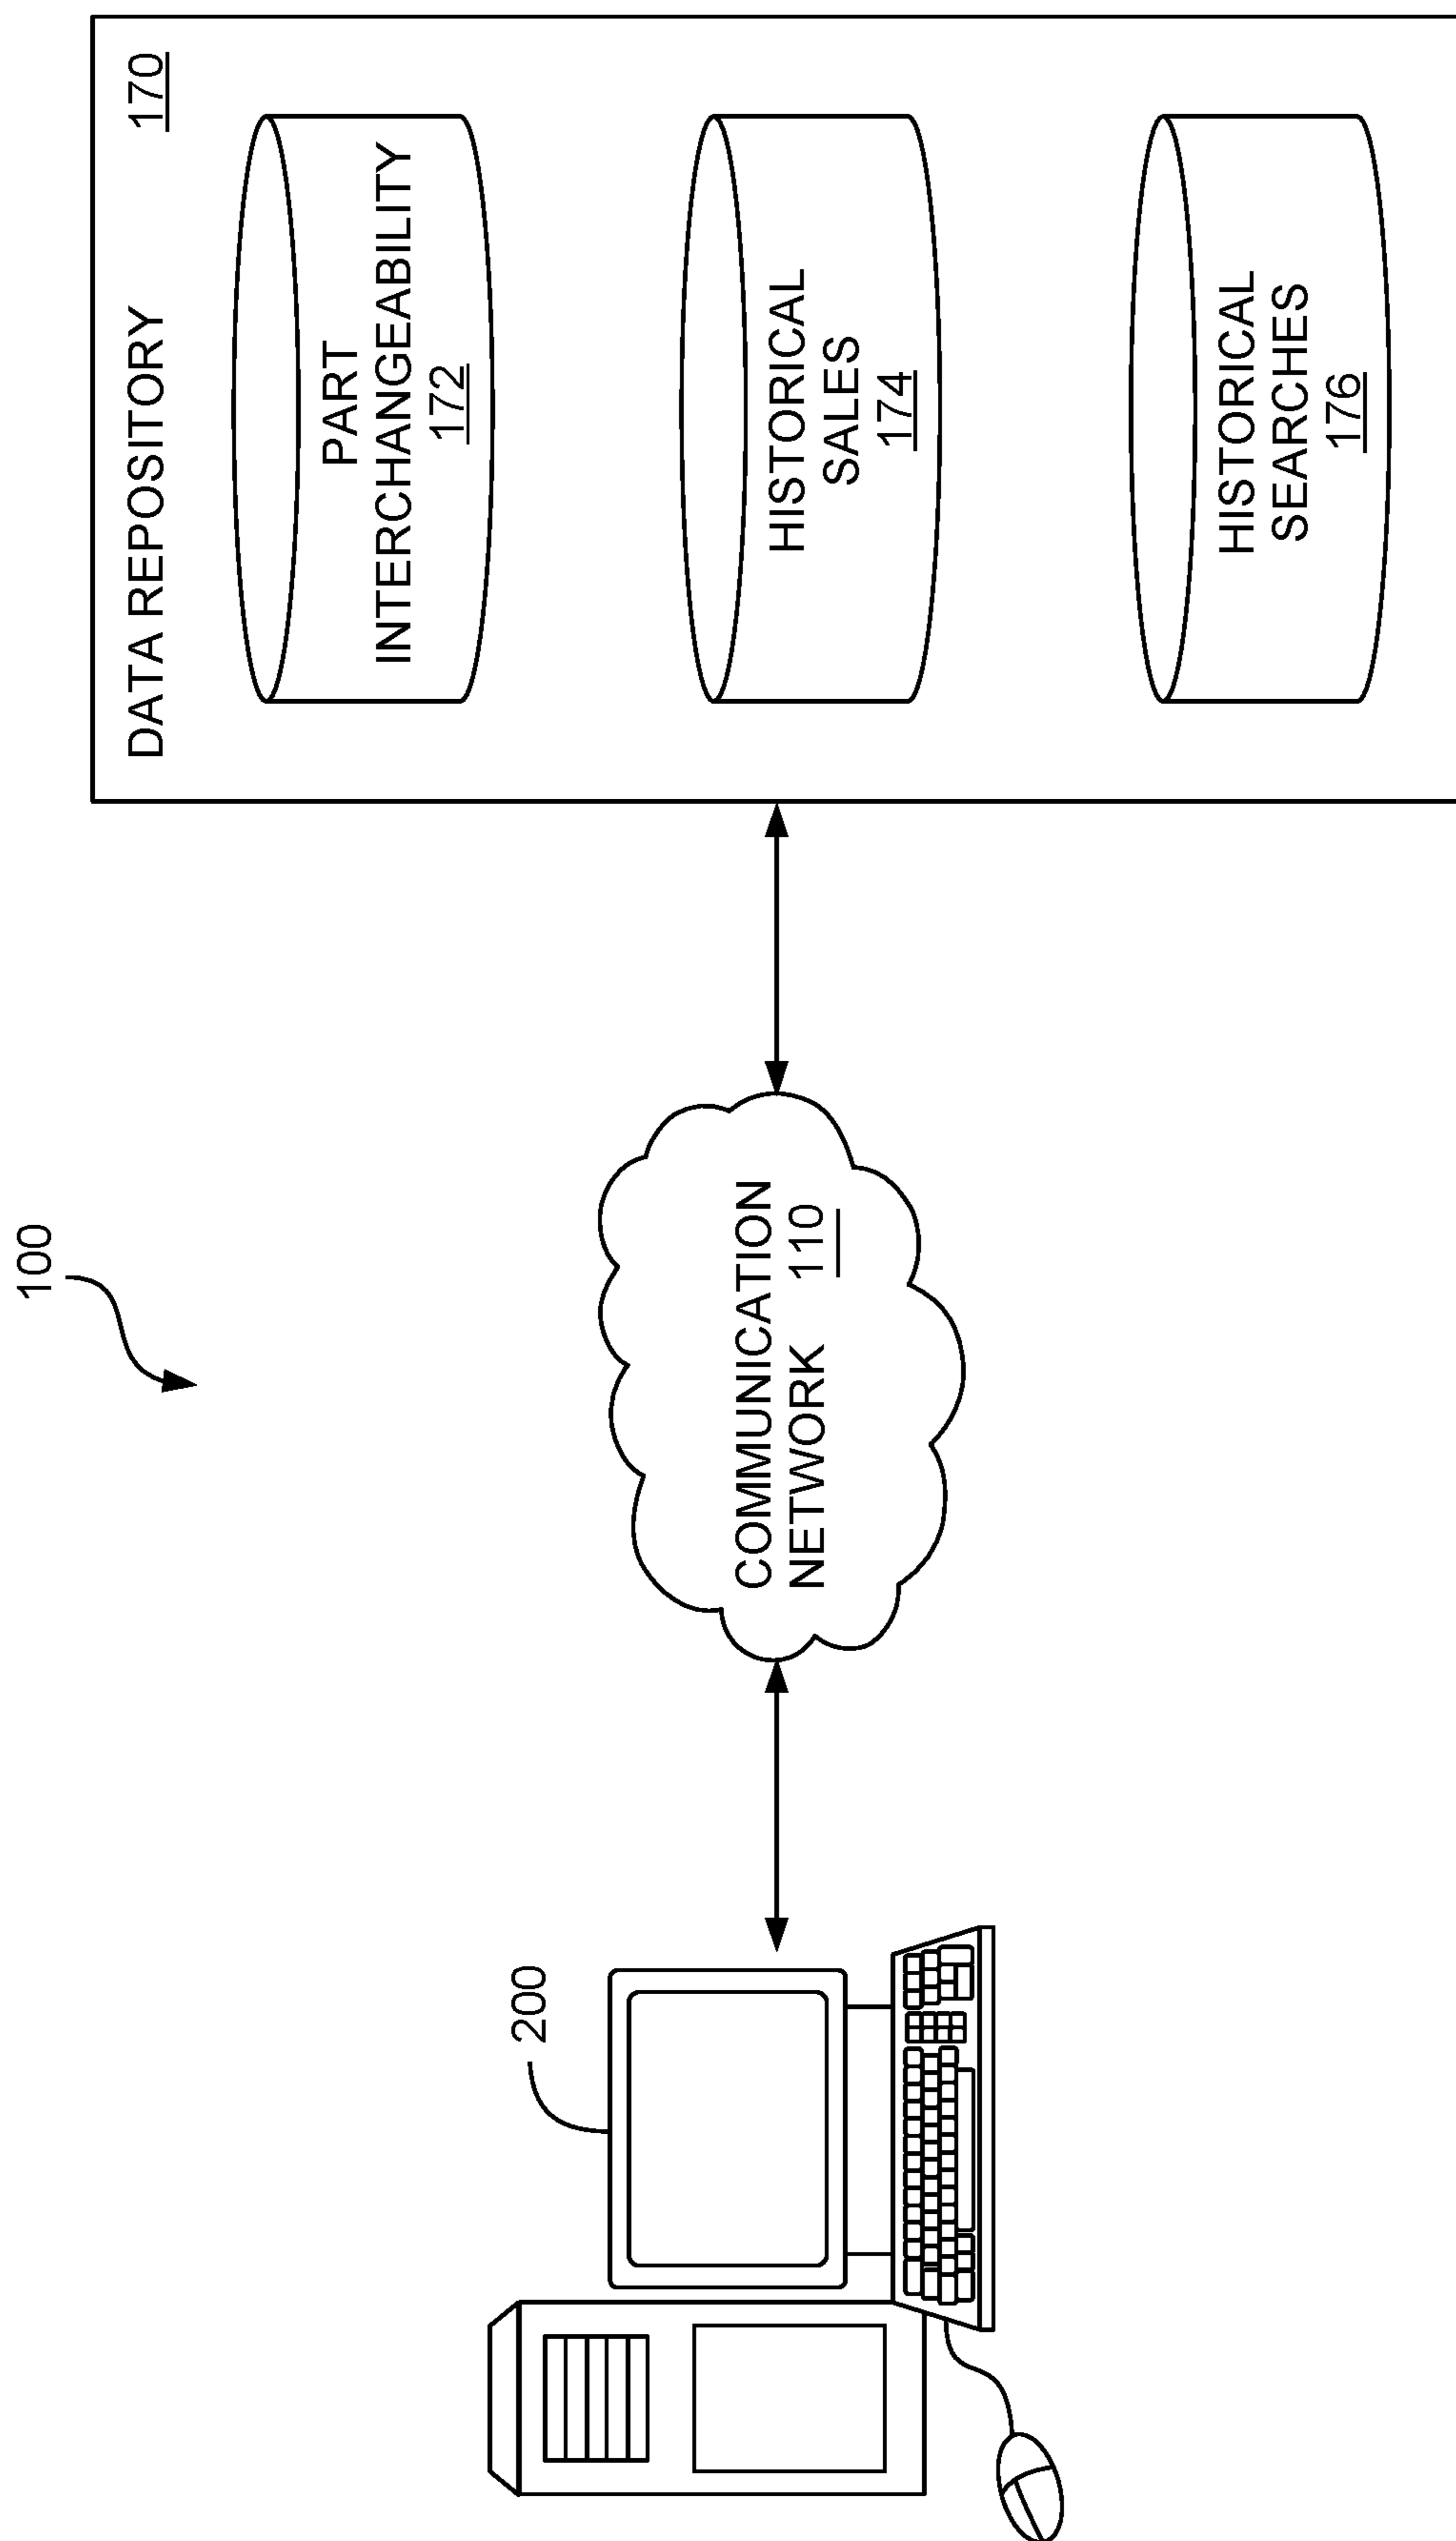 100
200
COMMUNICATION
NETWORK 110
DATA REPOSITORY 170
PART
INTERCHANGEABILITY
172
HISTORICAL
SALES
174
HISTORICAL
SEARCHES
176